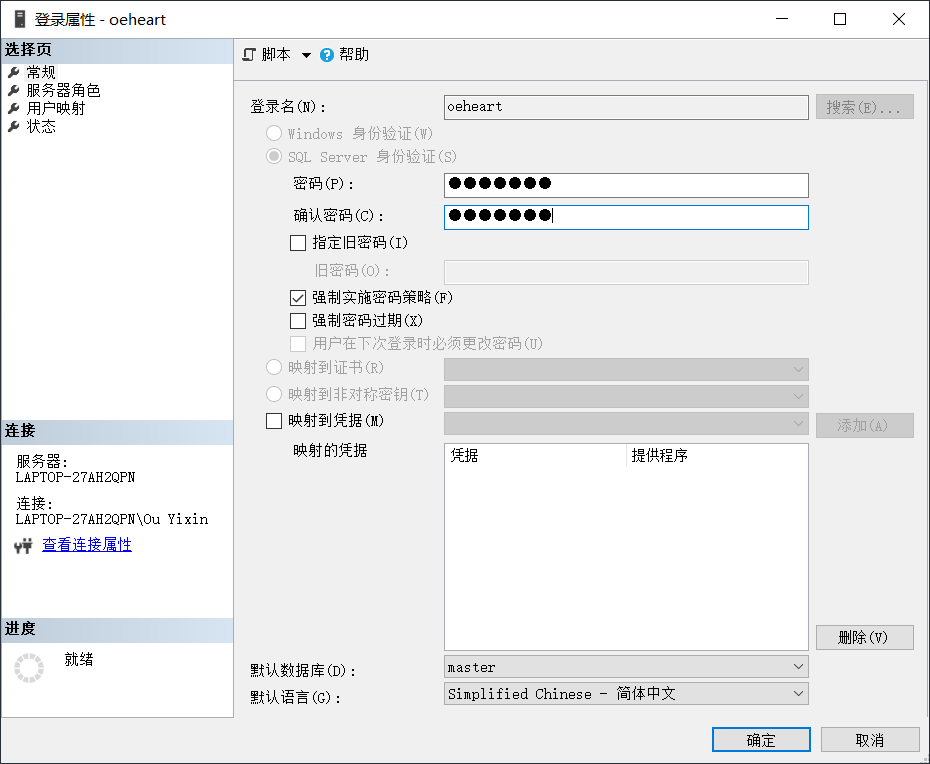 登录属性 - oeheart
选择页
常规
服务器角色
用户映射
状态
连接
服务器:
LAPTOP-27AH2QPN
连接:
LAPTOP-27AH2QPN\Ou Yixin
查看连接属性
进度
就绪
脚本 帮助
登录名(N): oeheart 搜索(E)...
Windows 身份验证(W)
SQL Server 身份验证(S)
密码(P): ●●●●●●●
确认密码(C): ●●●●●●●
指定旧密码(I)
旧密码(O):
强制实施密码策略(F)
强制密码过期(X)
用户在下次登录时必须更改密码(U)
映射到证书(R)
映射到非对称密钥(T)
映射到凭据(M) 添加(A)
映射的凭据 凭据 提供程序
删除(V)
默认数据库(D): master
默认语言(G): Simplified Chinese - 简体中文
确定 取消